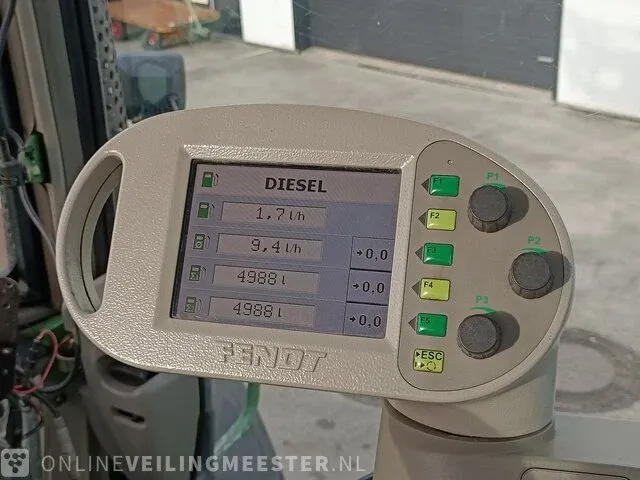 DIESEL
1,7 l/h
9,4 l/h →0,0
4988 l →0,0
4988 l →0,0
FENDT
F1
F2
F3
F4
F5
ESC
P1
P2
P3
ONLINEVEILINGMEESTER.NL